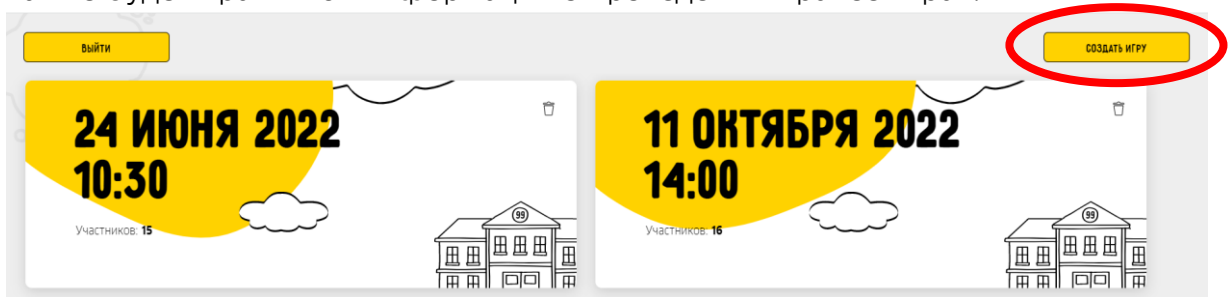 ВЫЙТИ
СОЗДАТЬ ИГРУ
24 ИЮНЯ 2022
10:30
Участников: 15
99
11 ОКТЯБРЯ 2022
14:00
Участников: 16
99